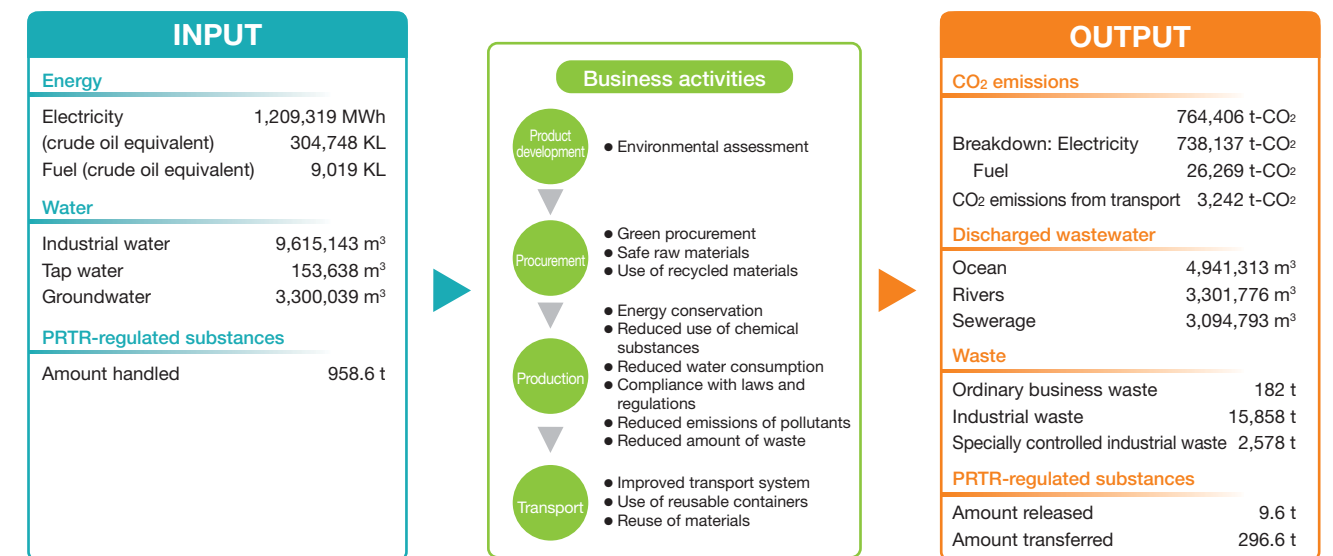 INPUT
Energy
Electricity 1,209,319 MWh
(crude oil equivalent) 304,748 KL
Fuel (crude oil equivalent) 9,019 KL
Water
Industrial water 9,615,143 m³
Tap water 153,638 m³
Groundwater 3,300,039 m³
PRTR-regulated substances
Amount handled 958.6 t
Business activities
Product
development
● Environmental assessment
Procurement
● Green procurement
● Safe raw materials
● Use of recycled materials
Production
● Energy conservation
● Reduced use of chemical
substances
● Reduced water consumption
● Compliance with laws and
regulations
● Reduced emissions of pollutants
● Reduced amount of waste
Transport
● Improved transport system
● Use of reusable containers
● Reuse of materials
OUTPUT
CO₂ emissions
764,406 t-CO₂
Breakdown: Electricity 738,137 t-CO₂
Fuel 26,269 t-CO₂
CO₂ emissions from transport 3,242 t-CO₂
Discharged wastewater
Ocean 4,941,313 m³
Rivers 3,301,776 m³
Sewerage 3,094,793 m³
Waste
Ordinary business waste 182 t
Industrial waste 15,858 t
Specially controlled industrial waste 2,578 t
PRTR-regulated substances
Amount released 9.6 t
Amount transferred 296.6 t